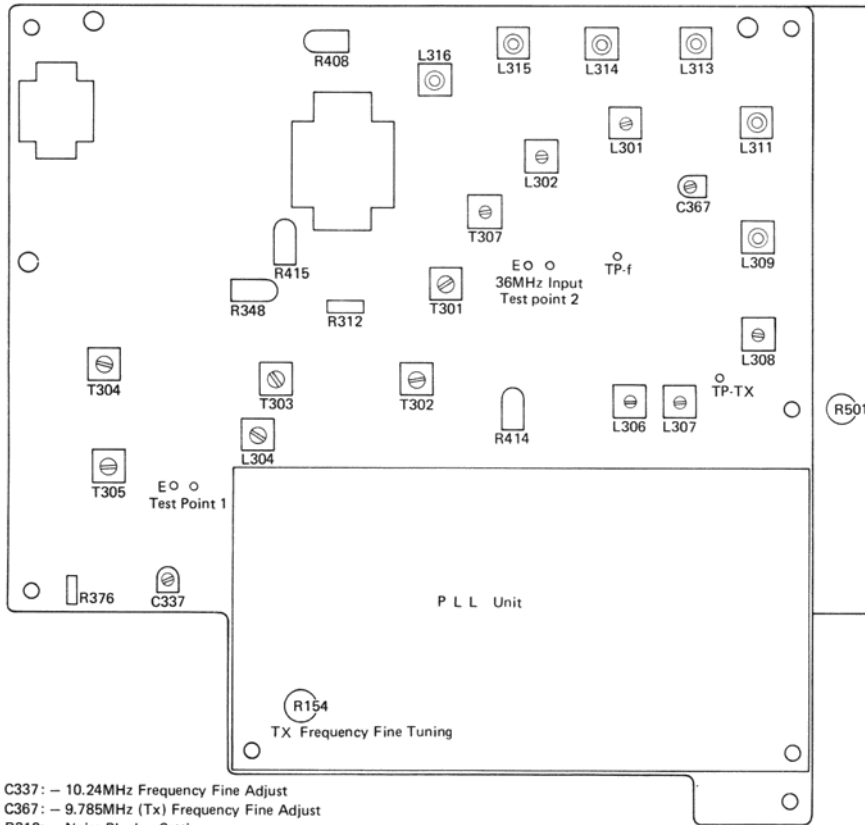 R408
L316
L315
L314
L313
L301
L311
L302
C367
T307
L309
R415
E
TP-f
36MHz Input
Test point 2
R348
R312
T301
L308
T304
T303
T302
TP-TX
R414
L306
L307
R501
L304
T305
E
Test Point 1
R376
C337
P L L Unit
R154
TX Frequency Fine Tuning
C337: – 10.24MHz Frequency Fine Adjust
C367: – 9.785MHz (Tx) Frequency Fine Adjust